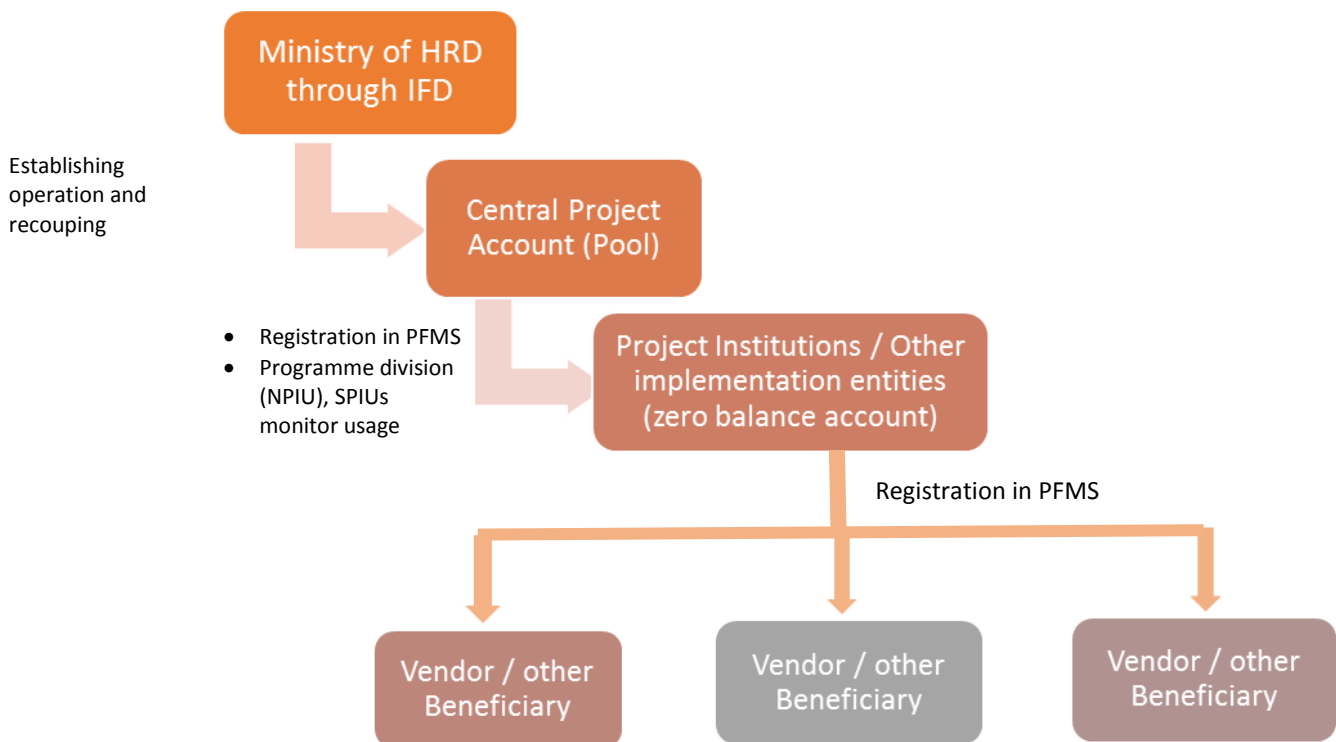 Ministry of HRD
through IFD
Establishing
operation and
recouping
Central Project
Account (Pool)
• Registration in PFMS
• Programme division
(NPIU), SPIUs
monitor usage
Project Institutions / Other
implementation entities
(zero balance account)
Registration in PFMS
Vendor / other
Beneficiary
Vendor / other
Beneficiary
Vendor / other
Beneficiary